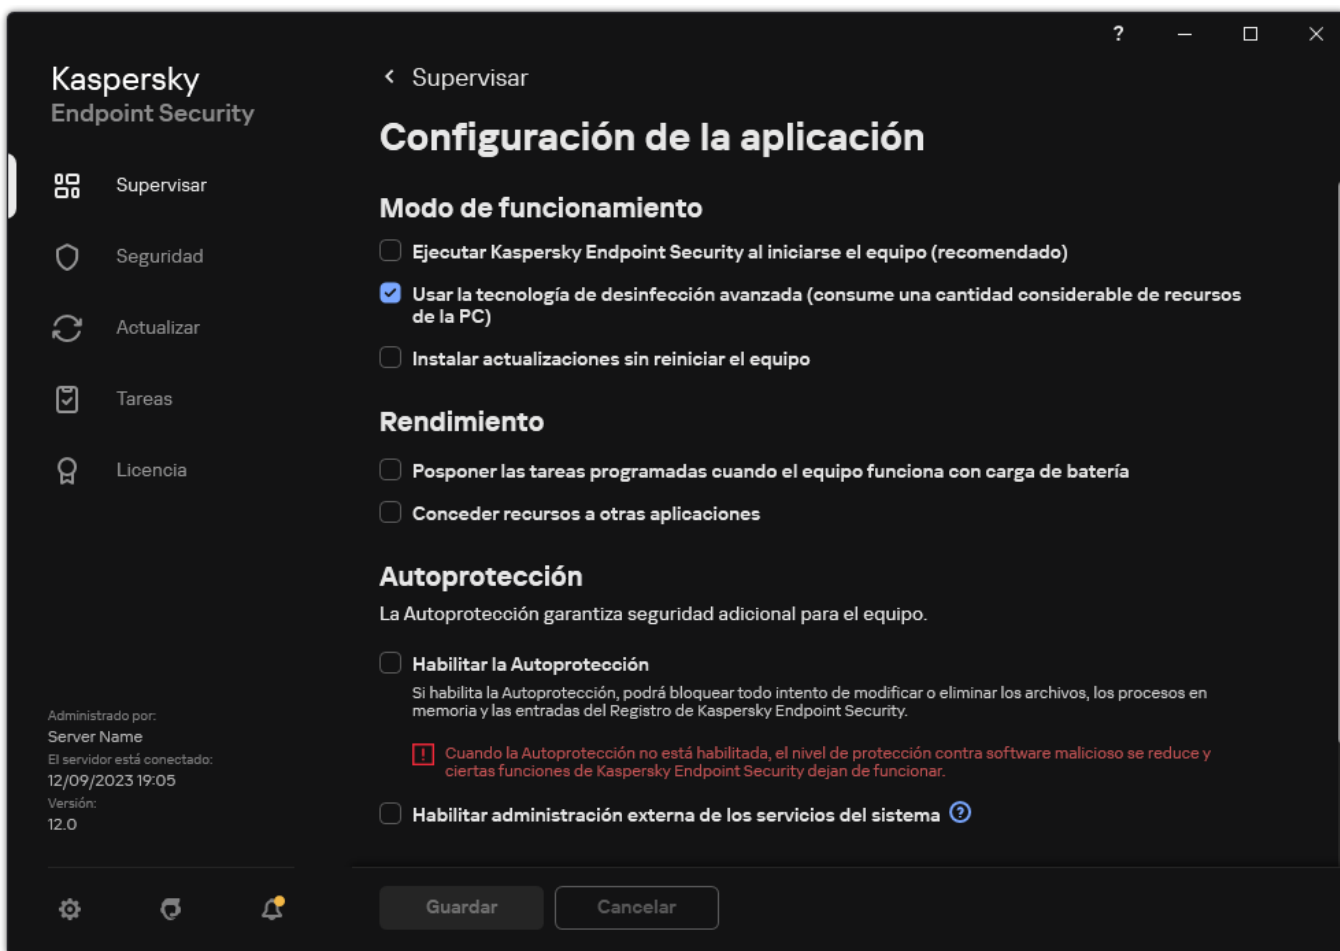 ?
Kaspersky
Endpoint Security
Supervisar
Seguridad
Actualizar
Tareas
Licencia
Administrado por:
Server Name
El servidor está conectado:
12/09/2023 19:05
Versión:
12.0
Supervisar
Configuración de la aplicación
Modo de funcionamiento
Ejecutar Kaspersky Endpoint Security al iniciarse el equipo (recomendado)
Usar la tecnología de desinfección avanzada (consume una cantidad considerable de recursos
de la PC)
Instalar actualizaciones sin reiniciar el equipo
Rendimiento
Posponer las tareas programadas cuando el equipo funciona con carga de batería
Conceder recursos a otras aplicaciones
Autoprotección
La Autoprotección garantiza seguridad adicional para el equipo.
Habilitar la Autoprotección
Si habilita la Autoprotección, podrá bloquear todo intento de modificar o eliminar los archivos, los procesos en
memoria y las entradas del Registro de Kaspersky Endpoint Security.
Cuando la Autoprotección no está habilitada, el nivel de protección contra software malicioso se reduce y
ciertas funciones de Kaspersky Endpoint Security dejan de funcionar.
Habilitar administración externa de los servicios del sistema ?
Guardar
Cancelar